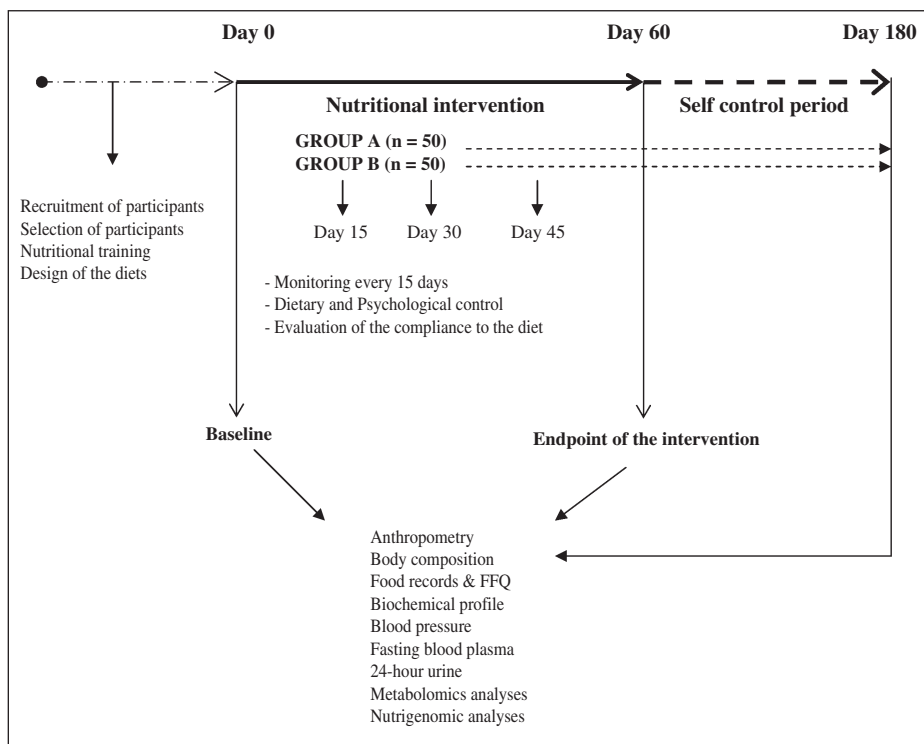 Day 0 Day 60 Day 180
Nutritional intervention Self control period
GROUP A (n = 50)
GROUP B (n = 50)
Recruitment of participants
Selection of participants
Nutritional training
Design of the diets
Day 15 Day 30 Day 45
- Monitoring every 15 days
- Dietary and Psychological control
- Evaluation of the compliance to the diet
Baseline Endpoint of the intervention
Anthropometry
Body composition
Food records & FFQ
Biochemical profile
Blood pressure
Fasting blood plasma
24-hour urine
Metabolomics analyses
Nutrigenomic analyses